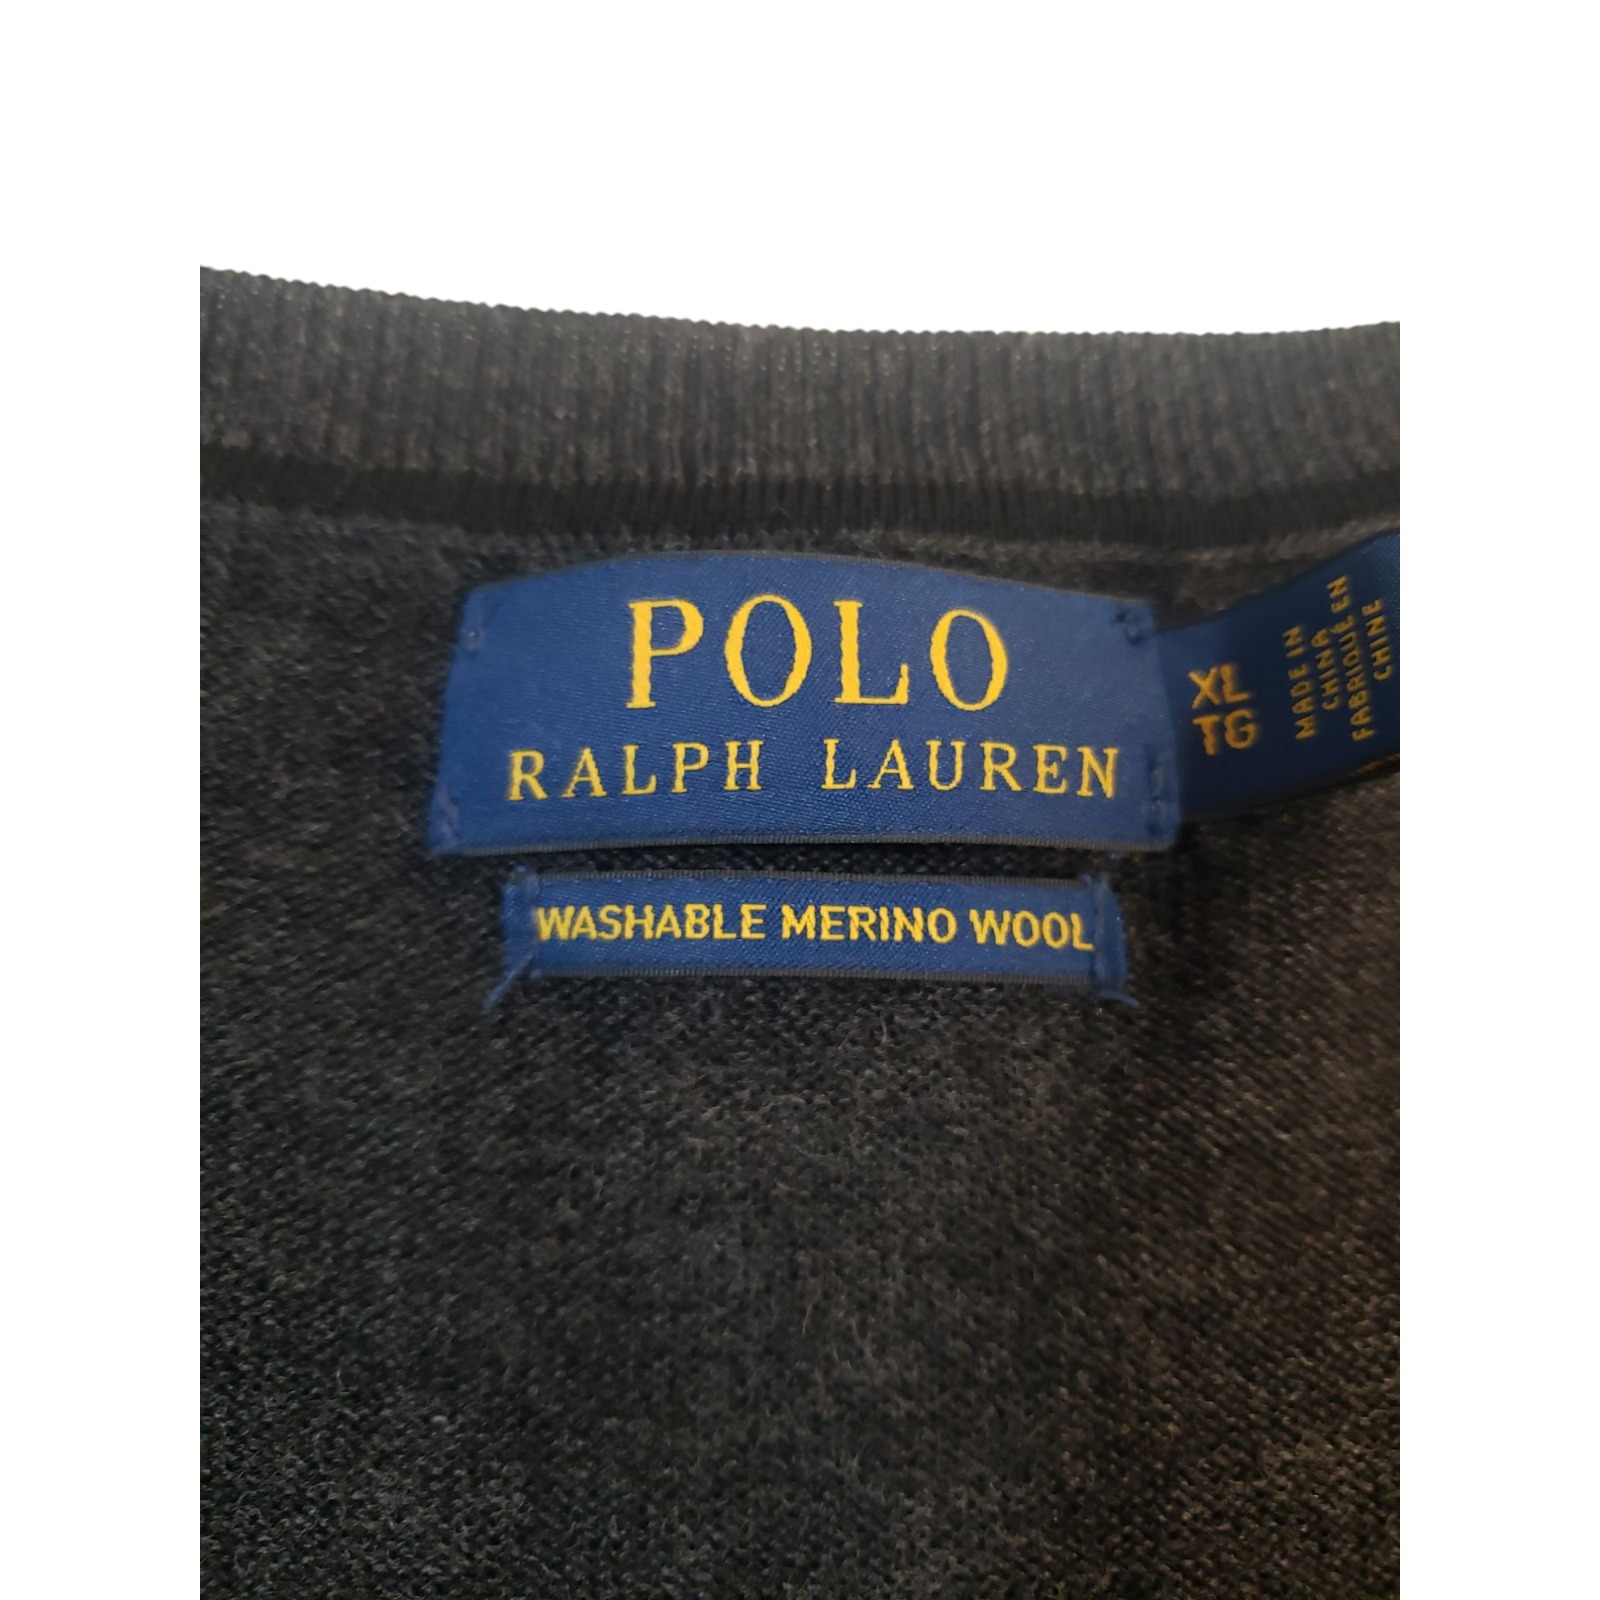 POLO
RALPH LAUREN
WASHABLE MERINO WOOL
XL
TG
MADE IN
CHINA
FABRIQUÉ EN
CHINE